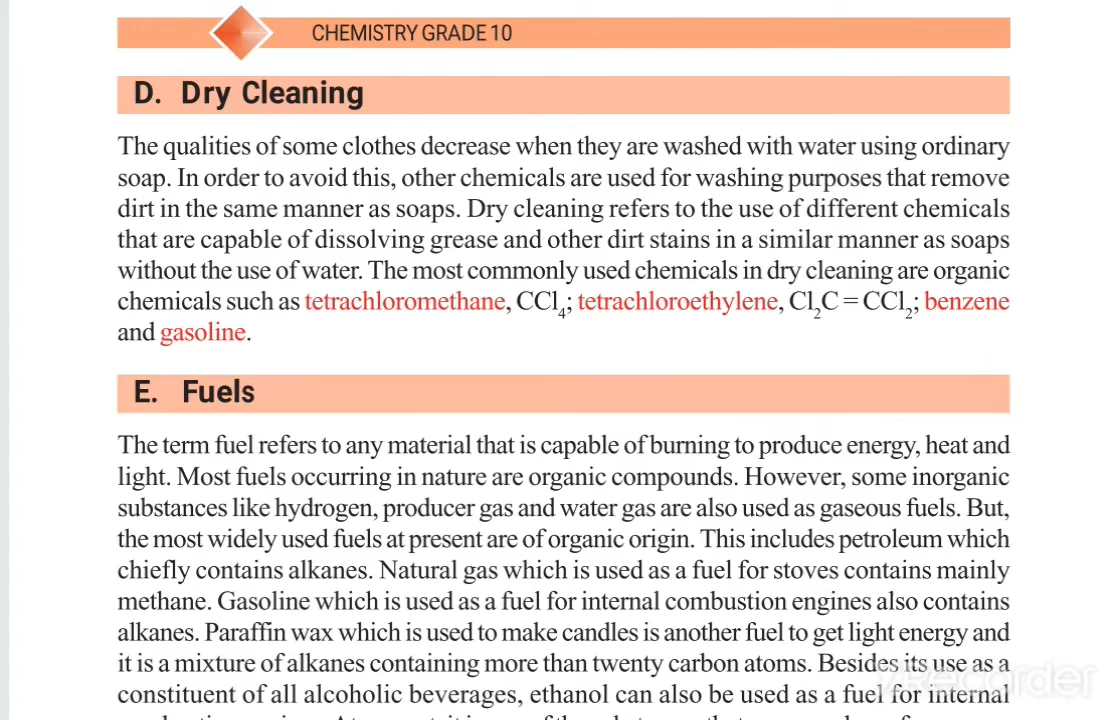 CHEMISTRY GRADE 10
D. Dry Cleaning
The qualities of some clothes decrease when they are washed with water using ordinary
soap. In order to avoid this, other chemicals are used for washing purposes that remove
dirt in the same manner as soaps. Dry cleaning refers to the use of different chemicals
that are capable of dissolving grease and other dirt stains in a similar manner as soaps
without the use of water. The most commonly used chemicals in dry cleaning are organic
chemicals such as tetrachloromethane, CCl₄; tetrachloroethylene, Cl₂C = CCl₂; benzene
and gasoline.
E. Fuels
The term fuel refers to any material that is capable of burning to produce energy, heat and
light. Most fuels occurring in nature are organic compounds. However, some inorganic
substances like hydrogen, producer gas and water gas are also used as gaseous fuels. But,
the most widely used fuels at present are of organic origin. This includes petroleum which
chiefly contains alkanes. Natural gas which is used as a fuel for stoves contains mainly
methane. Gasoline which is used as a fuel for internal combustion engines also contains
alkanes. Paraffin wax which is used to make candles is another fuel to get light energy and
it is a mixture of alkanes containing more than twenty carbon atoms. Besides its use as a
constituent of all alcoholic beverages, ethanol can also be used as a fuel for internal